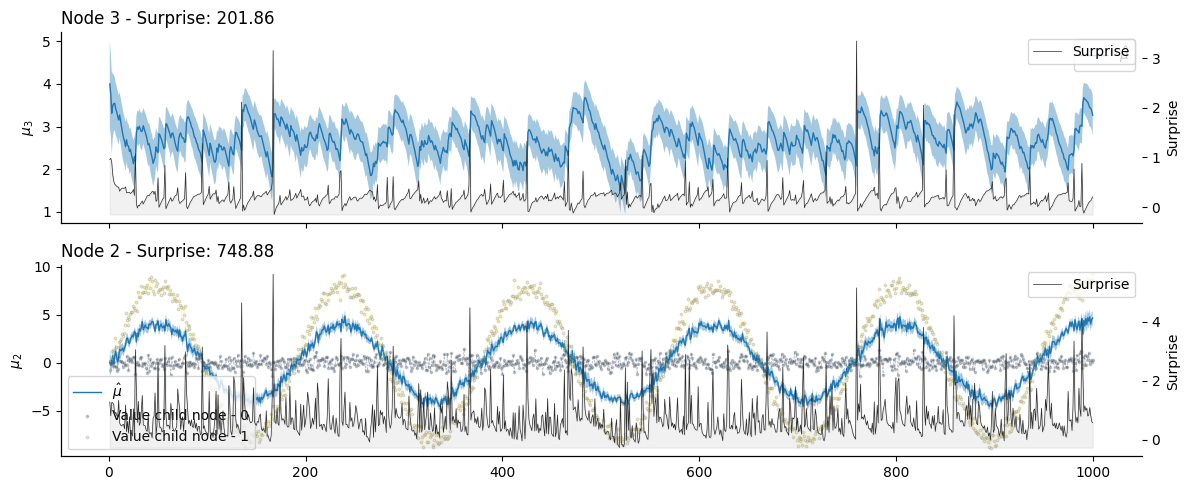 Node 3 - Surprise: 201.86
5
4
3
2
1
μ3
Surprise
μ̂
3
2
1
0
Surprise
Node 2 - Surprise: 748.88
10
5
0
−5
μ2
Surprise
μ̂
Value child node - 0
Value child node - 1
4
2
0
Surprise
0
200
400
600
800
1000